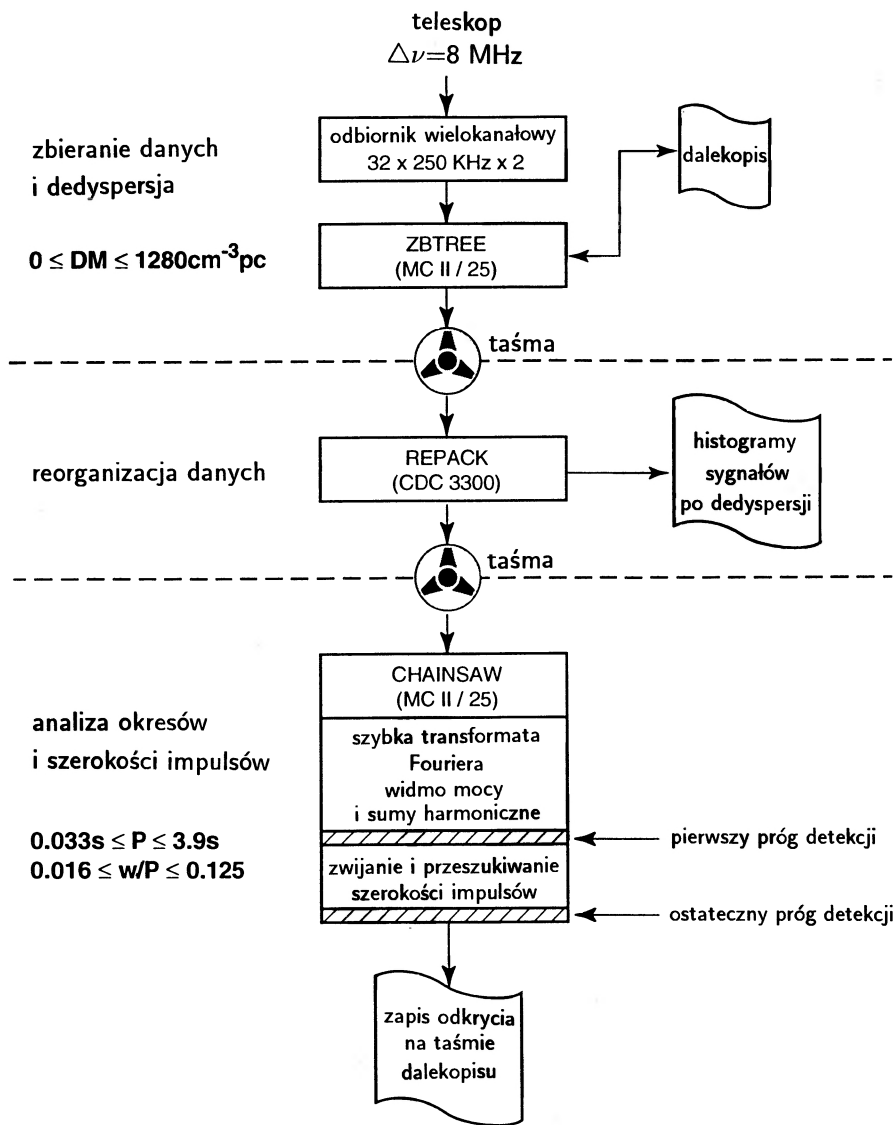 teleskop
△ν=8 MHz
zbieranie danych
i dedyspersja
0 ≤ DM ≤ 1280cm⁻³pc
odbiornik wielokanałowy
32 x 250 KHz x 2
dalekopis
ZBTREE
(MC II / 25)
taśma
reorganizacja danych
REPACK
(CDC 3300)
histogramy
sygnałów
po dedyspersji
taśma
analiza okresów
i szerokości impulsów
0.033s ≤ P ≤ 3.9s
0.016 ≤ w/P ≤ 0.125
CHAINSAW
(MC II / 25)
szybka transformata
Fouriera
widmo mocy
i sumy harmoniczne
pierwszy próg detekcji
zwijanie i przeszukiwanie
szerokości impulsów
ostateczny próg detekcji
zapis odkrycia
na taśmie
dalekopisu